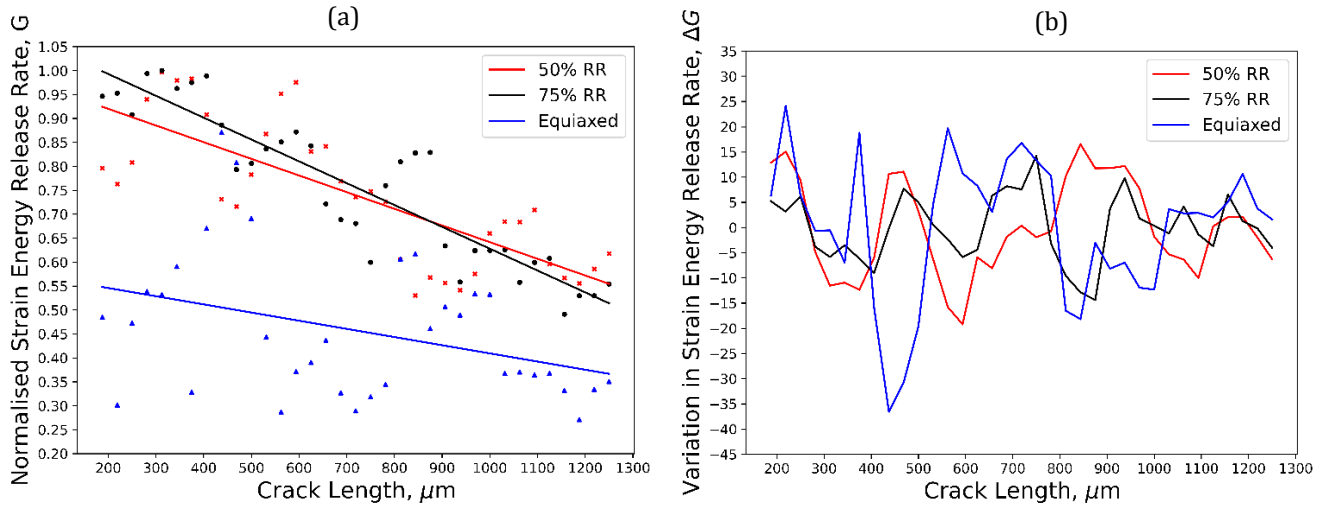 (a)
Normalised Strain Energy Release Rate, G
1.05
1.00
0.95
0.90
0.85
0.80
0.75
0.70
0.65
0.60
0.55
0.50
0.45
0.40
0.35
0.30
0.25
0.20
50% RR
75% RR
Equiaxed
200 300 400 500 600 700 800 900 1000 1100 1200 1300
Crack Length, μm
(b)
Variation in Strain Energy Release Rate, ΔG
35
30
25
20
15
10
5
0
−5
−10
−15
−20
−25
−30
−35
−40
−45
50% RR
75% RR
Equiaxed
200 300 400 500 600 700 800 900 1000 1100 1200 1300
Crack Length, μm